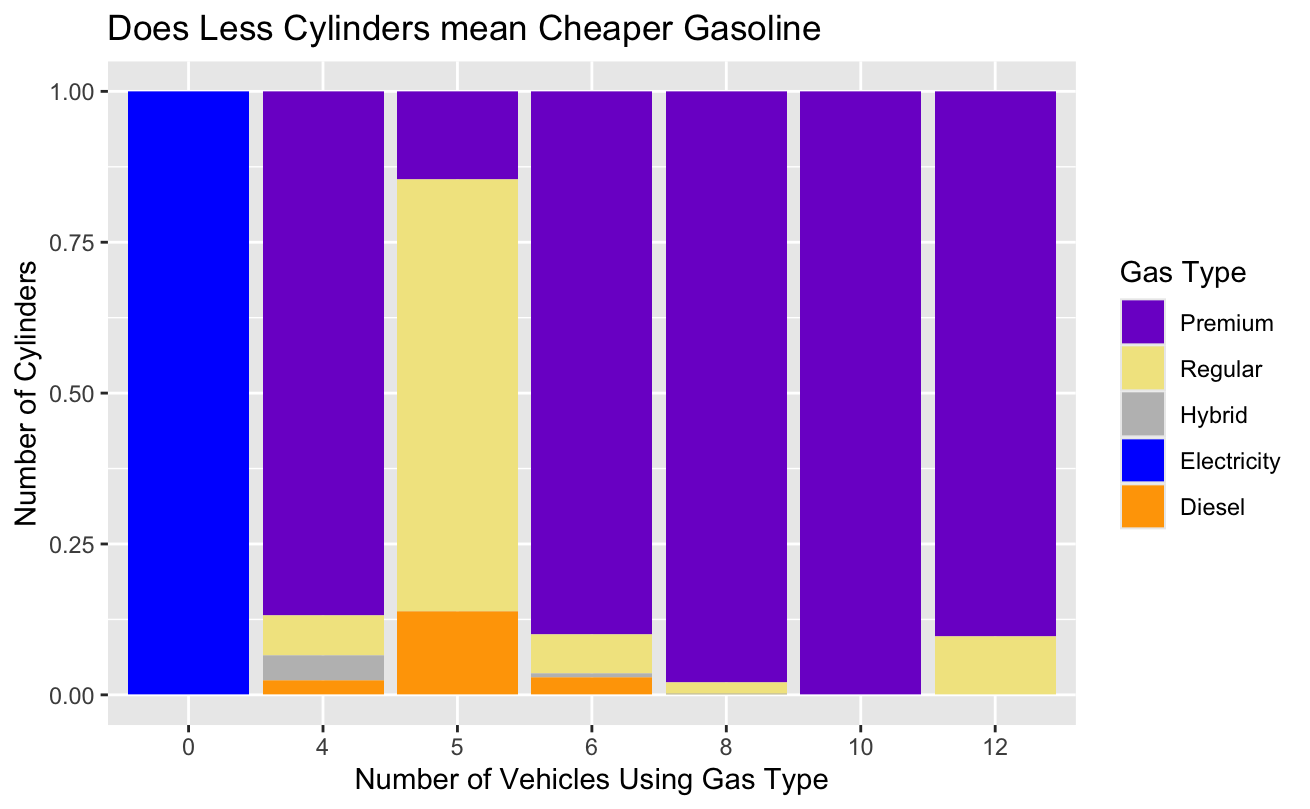 Does Less Cylinders mean Cheaper Gasoline
Number of Cylinders
1.00
0.75
0.50
0.25
0.00
0 4 5 6 8 10 12
Number of Vehicles Using Gas Type
Gas Type
Premium
Regular
Hybrid
Electricity
Diesel